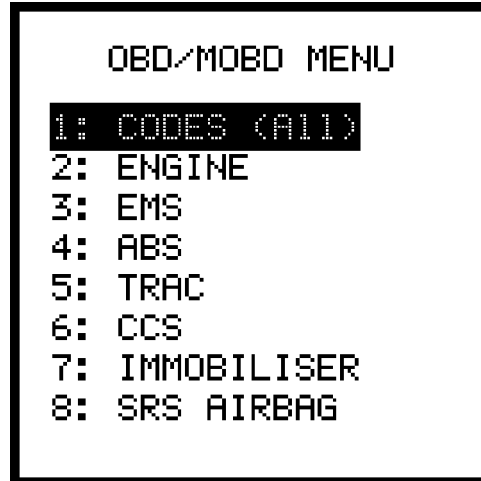 OBD/MOBD MENU
1: CODES (All)
2: ENGINE
3: EMS
4: ABS
5: TRAC
6: CCS
7: IMMOBILISER
8: SRS AIRBAG